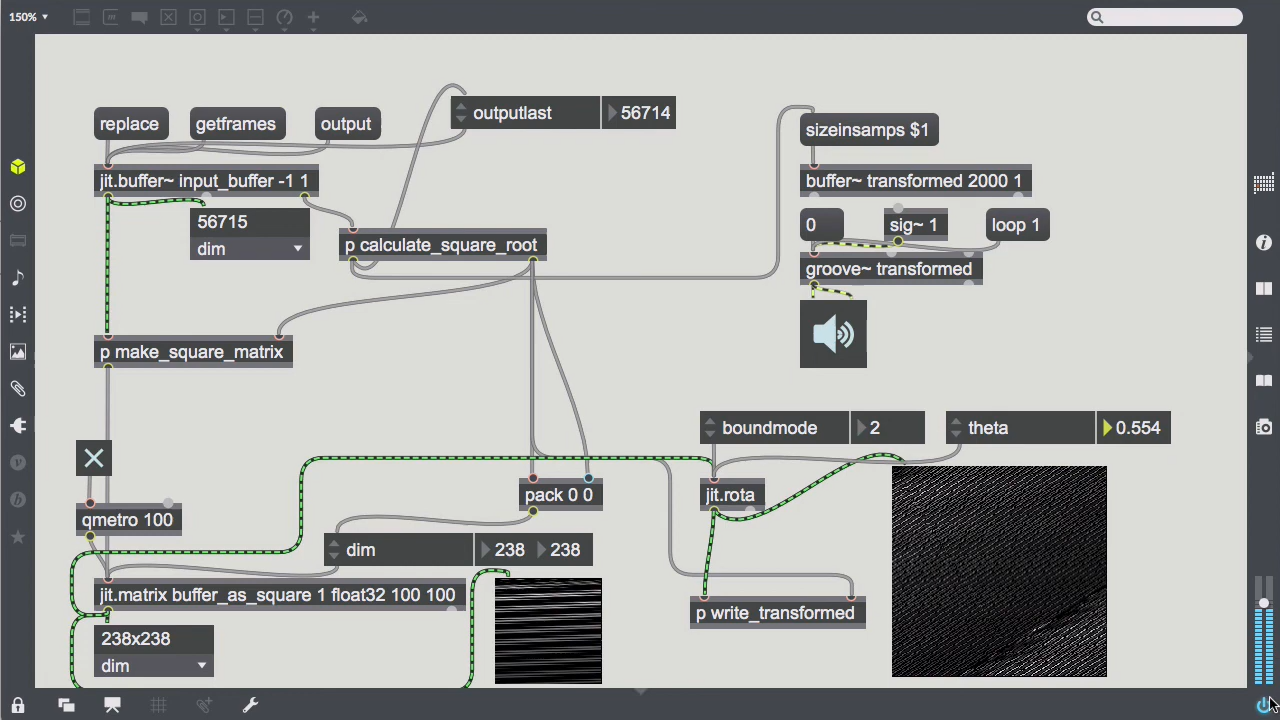 150%
outputlast 56714
replace getframes output
sizeinsamps $1
jit.buffer~ input_buffer -1 1
buffer~ transformed 2000 1
56715
dim
0
sig~ 1
loop 1
p calculate_square_root
groove~ transformed
p make_square_matrix
boundmode 2
theta 0.554
qmetro 100
pack 0 0
jit.rota
dim 238 238
jit.matrix buffer_as_square 1 float32 100 100
p write_transformed
238x238
dim